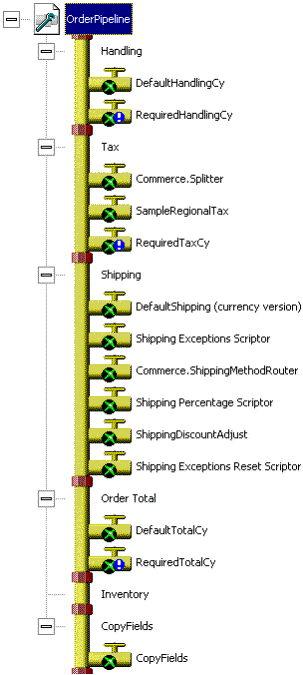 OrderPipeline
Handling
DefaultHandlingCy
RequiredHandlingCy
Tax
Commerce.Splitter
SampleRegionalTax
RequiredTaxCy
Shipping
DefaultShipping (currency version)
Shipping Exceptions Scriptor
Commerce.ShippingMethodRouter
Shipping Percentage Scriptor
ShippingDiscountAdjust
Shipping Exceptions Reset Scriptor
Order Total
DefaultTotalCy
RequiredTotalCy
Inventory
CopyFields
CopyFields